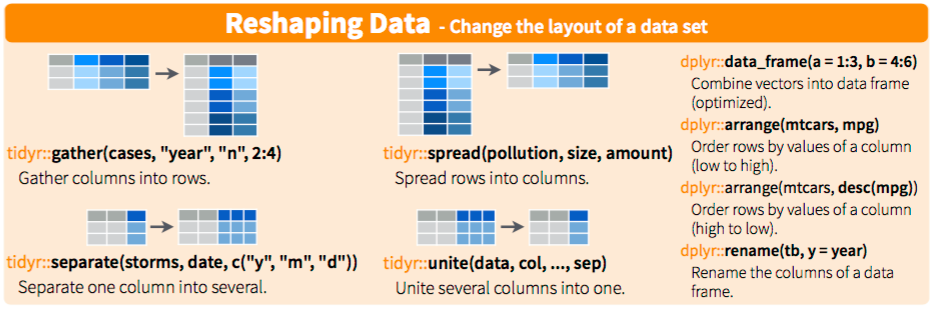 Reshaping Data - Change the layout of a data set
tidyr::gather(cases, "year", "n", 2:4)
Gather columns into rows.
tidyr::spread(pollution, size, amount)
Spread rows into columns.
tidyr::separate(storms, date, c("y", "m", "d"))
Separate one column into several.
tidyr::unite(data, col, ..., sep)
Unite several columns into one.
dplyr::data_frame(a = 1:3, b = 4:6)
Combine vectors into data frame
(optimized).
dplyr::arrange(mtcars, mpg)
Order rows by values of a column
(low to high).
dplyr::arrange(mtcars, desc(mpg))
Order rows by values of a column
(high to low).
dplyr::rename(tb, y = year)
Rename the columns of a data
frame.